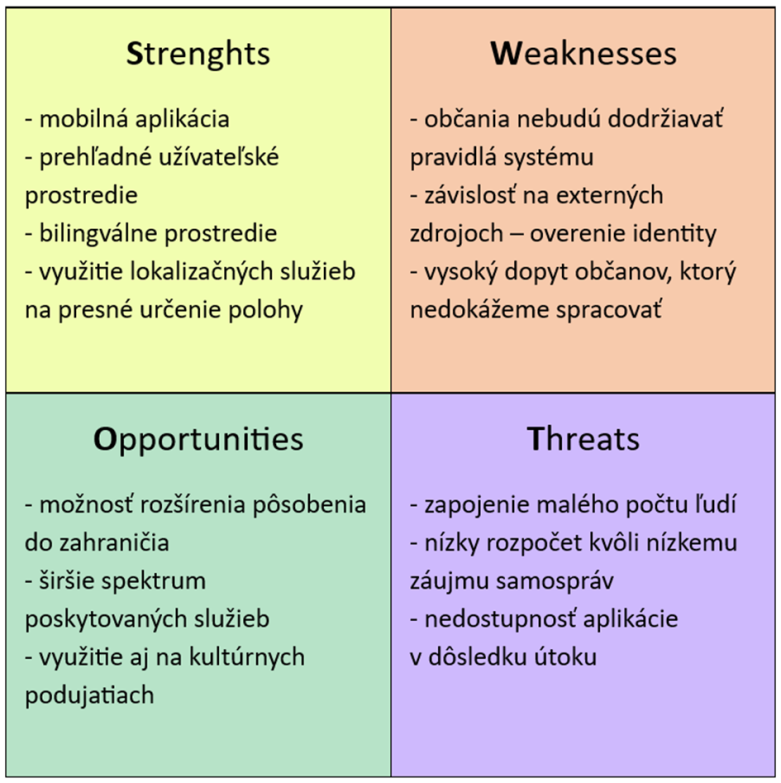 Strenghts
- mobilná aplikácia
- prehľadné užívateľské
prostredie
- bilingválne prostredie
- využitie lokalizačných služieb
na presné určenie polohy
Weaknesses
- občania nebudú dodržiavať
pravidlá systému
- závislosť na externých
zdrojoch – overenie identity
- vysoký dopyt občanov, ktorý
nedokážeme spracovať
Opportunities
- možnosť rozšírenia pôsobenia
do zahraničia
- širšie spektrum
poskytovaných služieb
- využitie aj na kultúrnych
podujatiach
Threats
- zapojenie malého počtu ľudí
- nízky rozpočet kvôli nízkemu
záujmu samospráv
- nedostupnosť aplikácie
v dôsledku útoku